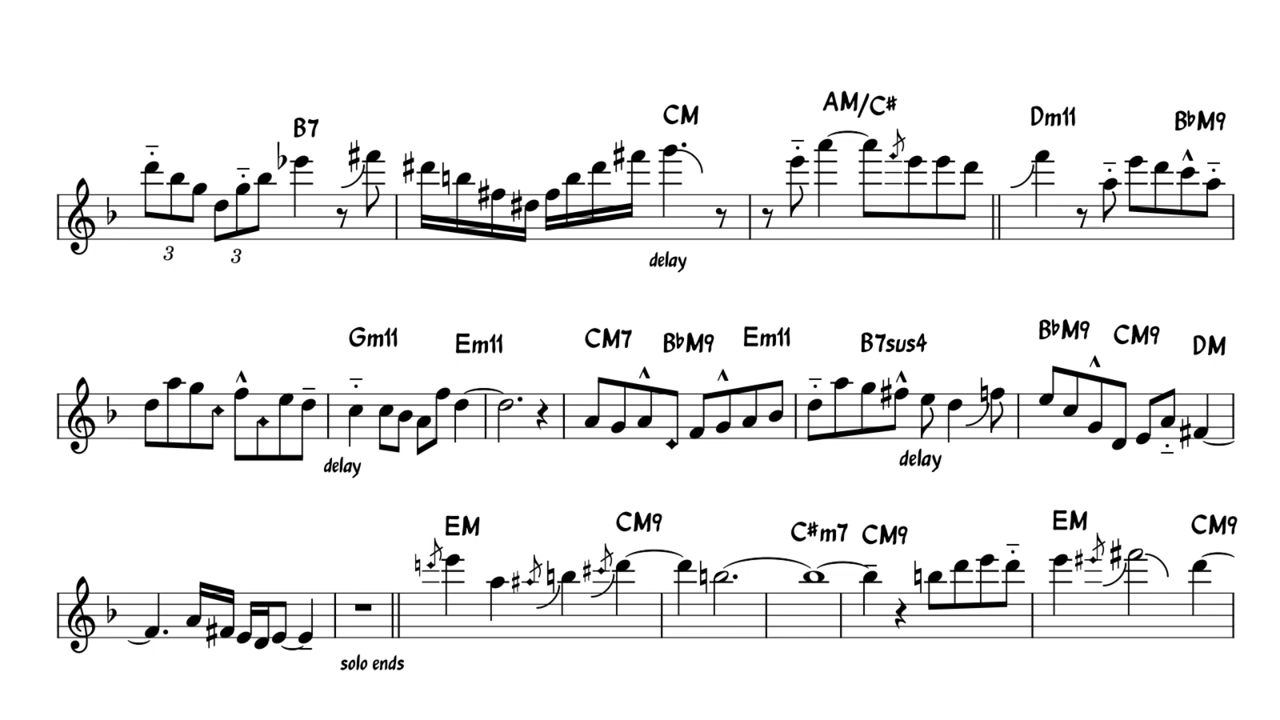 B7 CM AM/C# Dm11 B♭M9
3 3 delay
Gm11 Em11 CM7 B♭M9 Em11 B7sus4 B♭M9 CM9 DM
delay delay
EM CM9 C#m7 CM9 EM CM9
solo ends